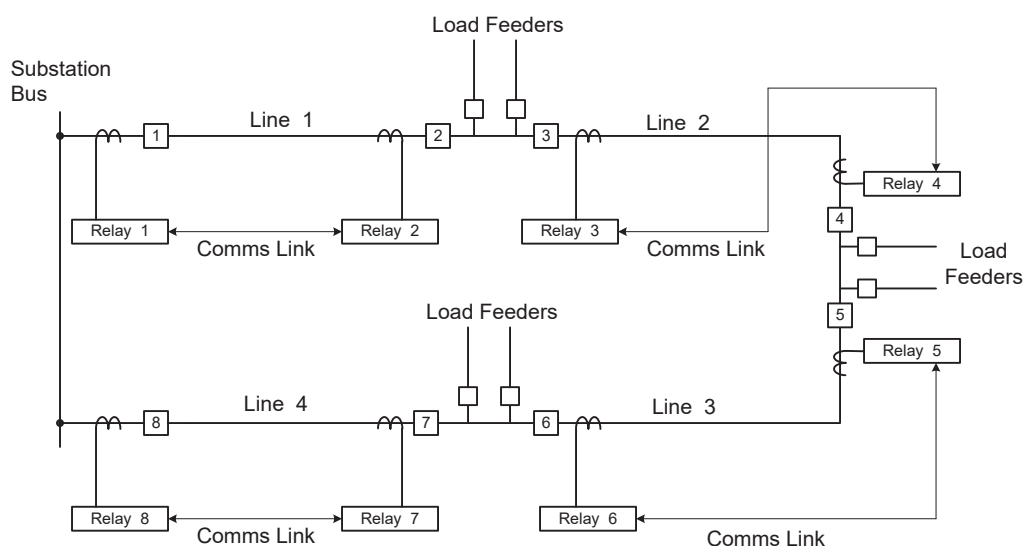 Load Feeders
Substation
Bus
Line 1
Line 2
1
2
3
Relay 4
Relay 1
Relay 2
Relay 3
4
Comms Link
Comms Link
Load
Feeders
Load Feeders
5
Relay 5
Line 4
Line 3
8
7
6
Relay 8
Relay 7
Relay 6
Comms Link
Comms Link